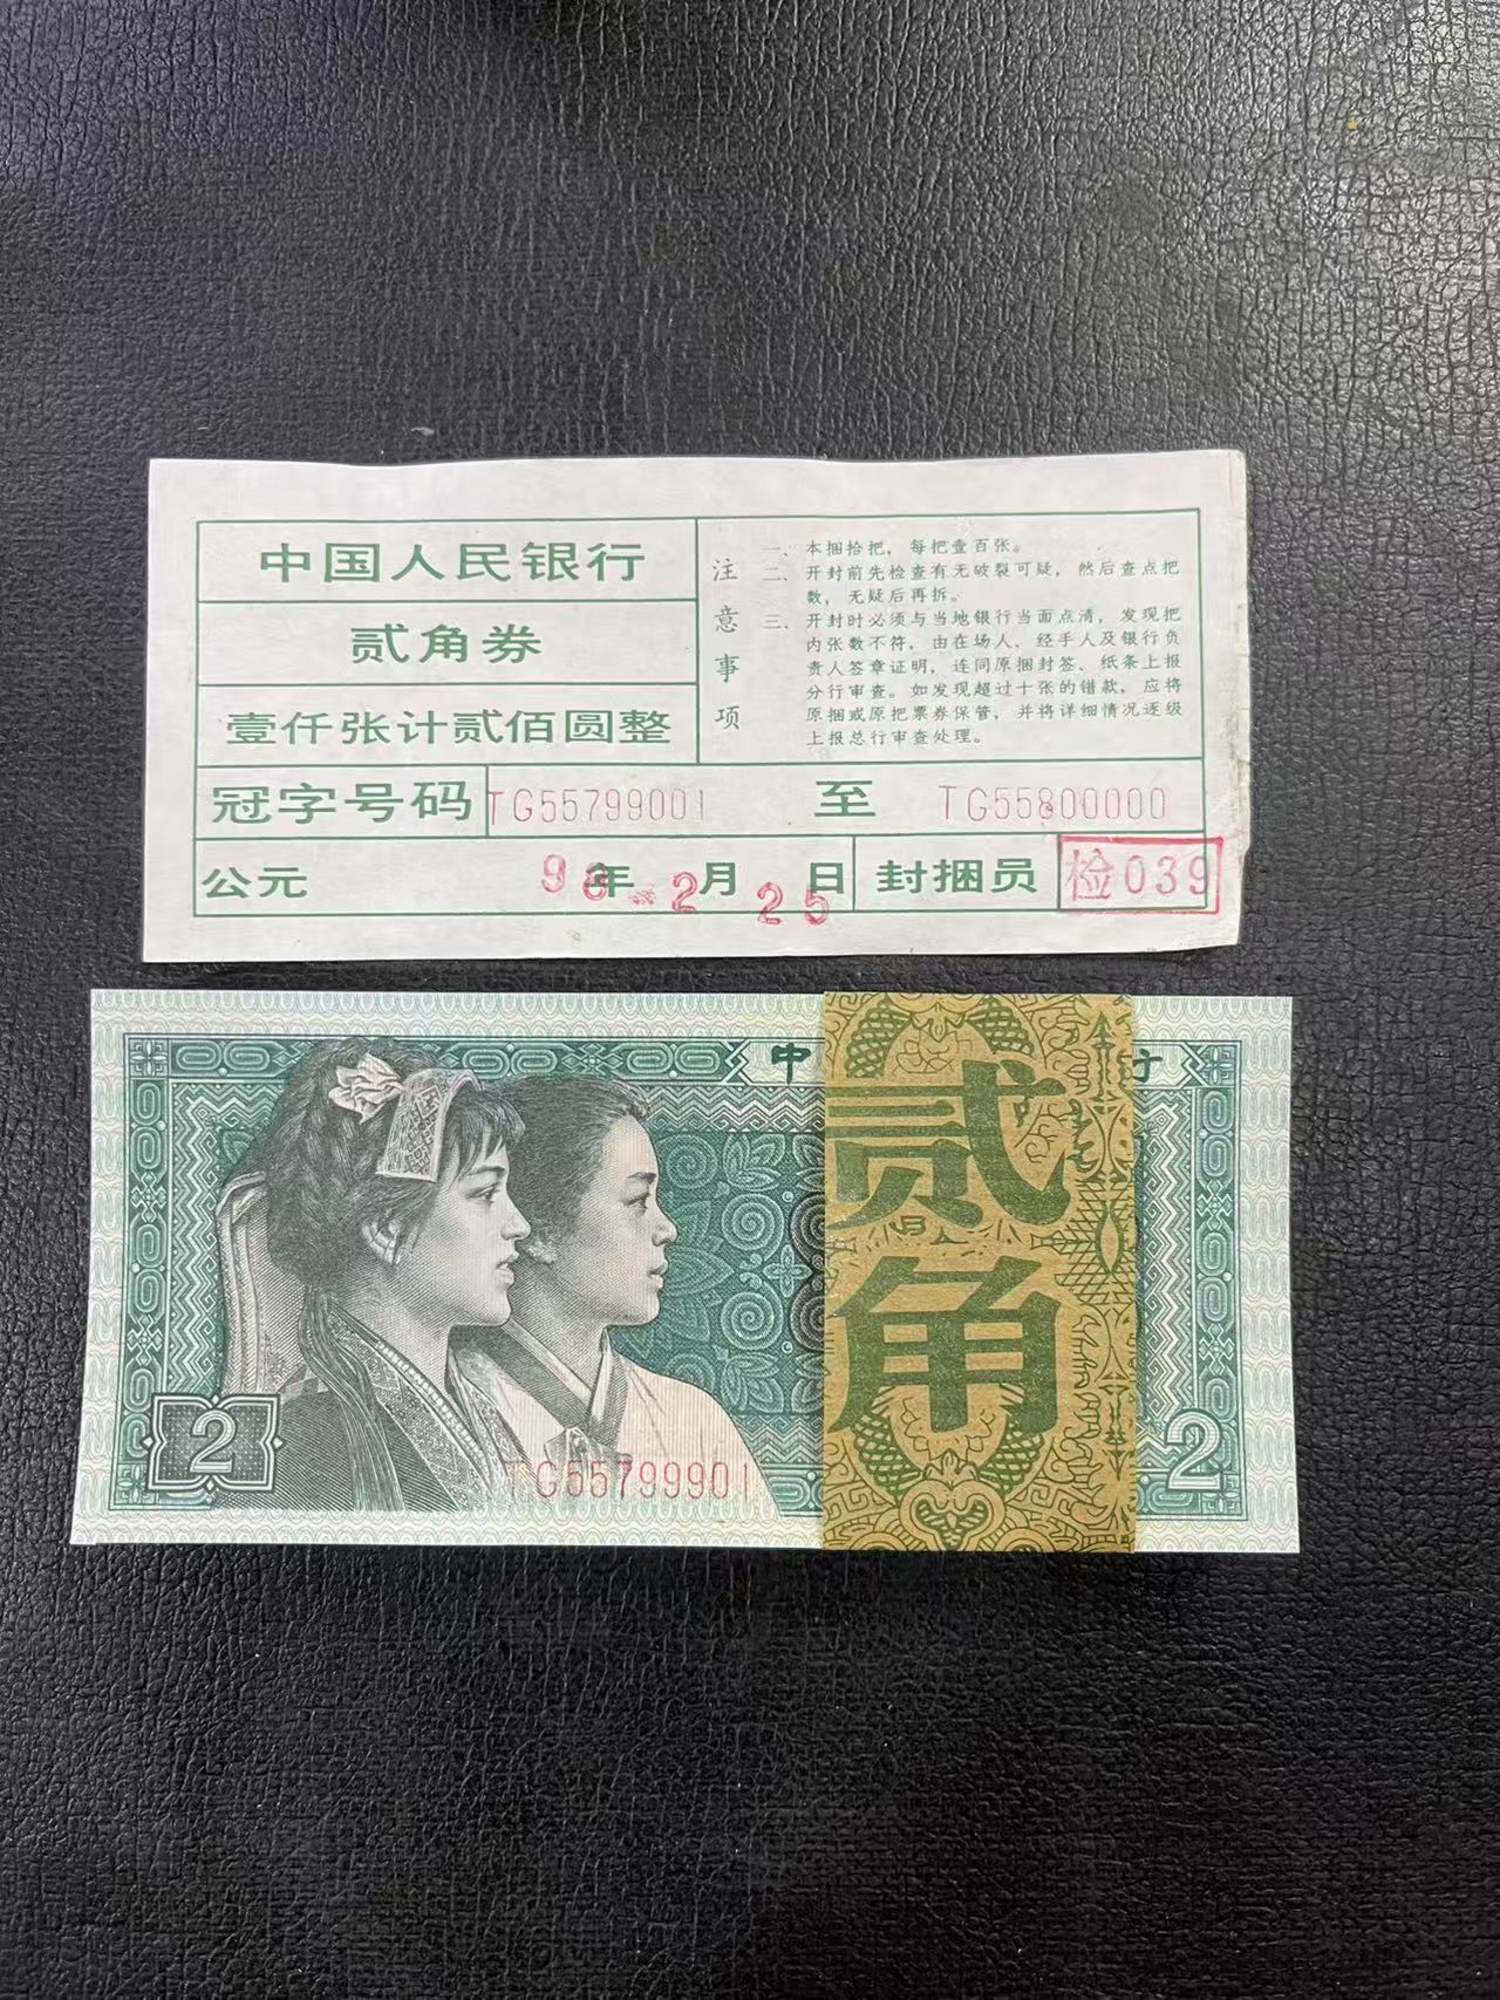 中国人民银行
贰角券
壹仟张计贰佰圆整
注意事项
一、本捆拾把，每把壹百张。
二、开封前先检查有无破裂可疑，然后查点把
数，无疑后再拆。
三、开封时必须与当地银行当面点清，发现把
内张数不符，由在场人、经手人及银行负
责人签章证明，连同原捆封签、纸条上报
分行审查。如发现超过十张的错款，应将
原捆或原把票券保管，并将详细情况逐级
上报总行审查处理。
冠字号码 TG55799001 至 TG55800000
公元 98年 2月 25日 封捆员 检039
中
贰角
2
TG55799901
2